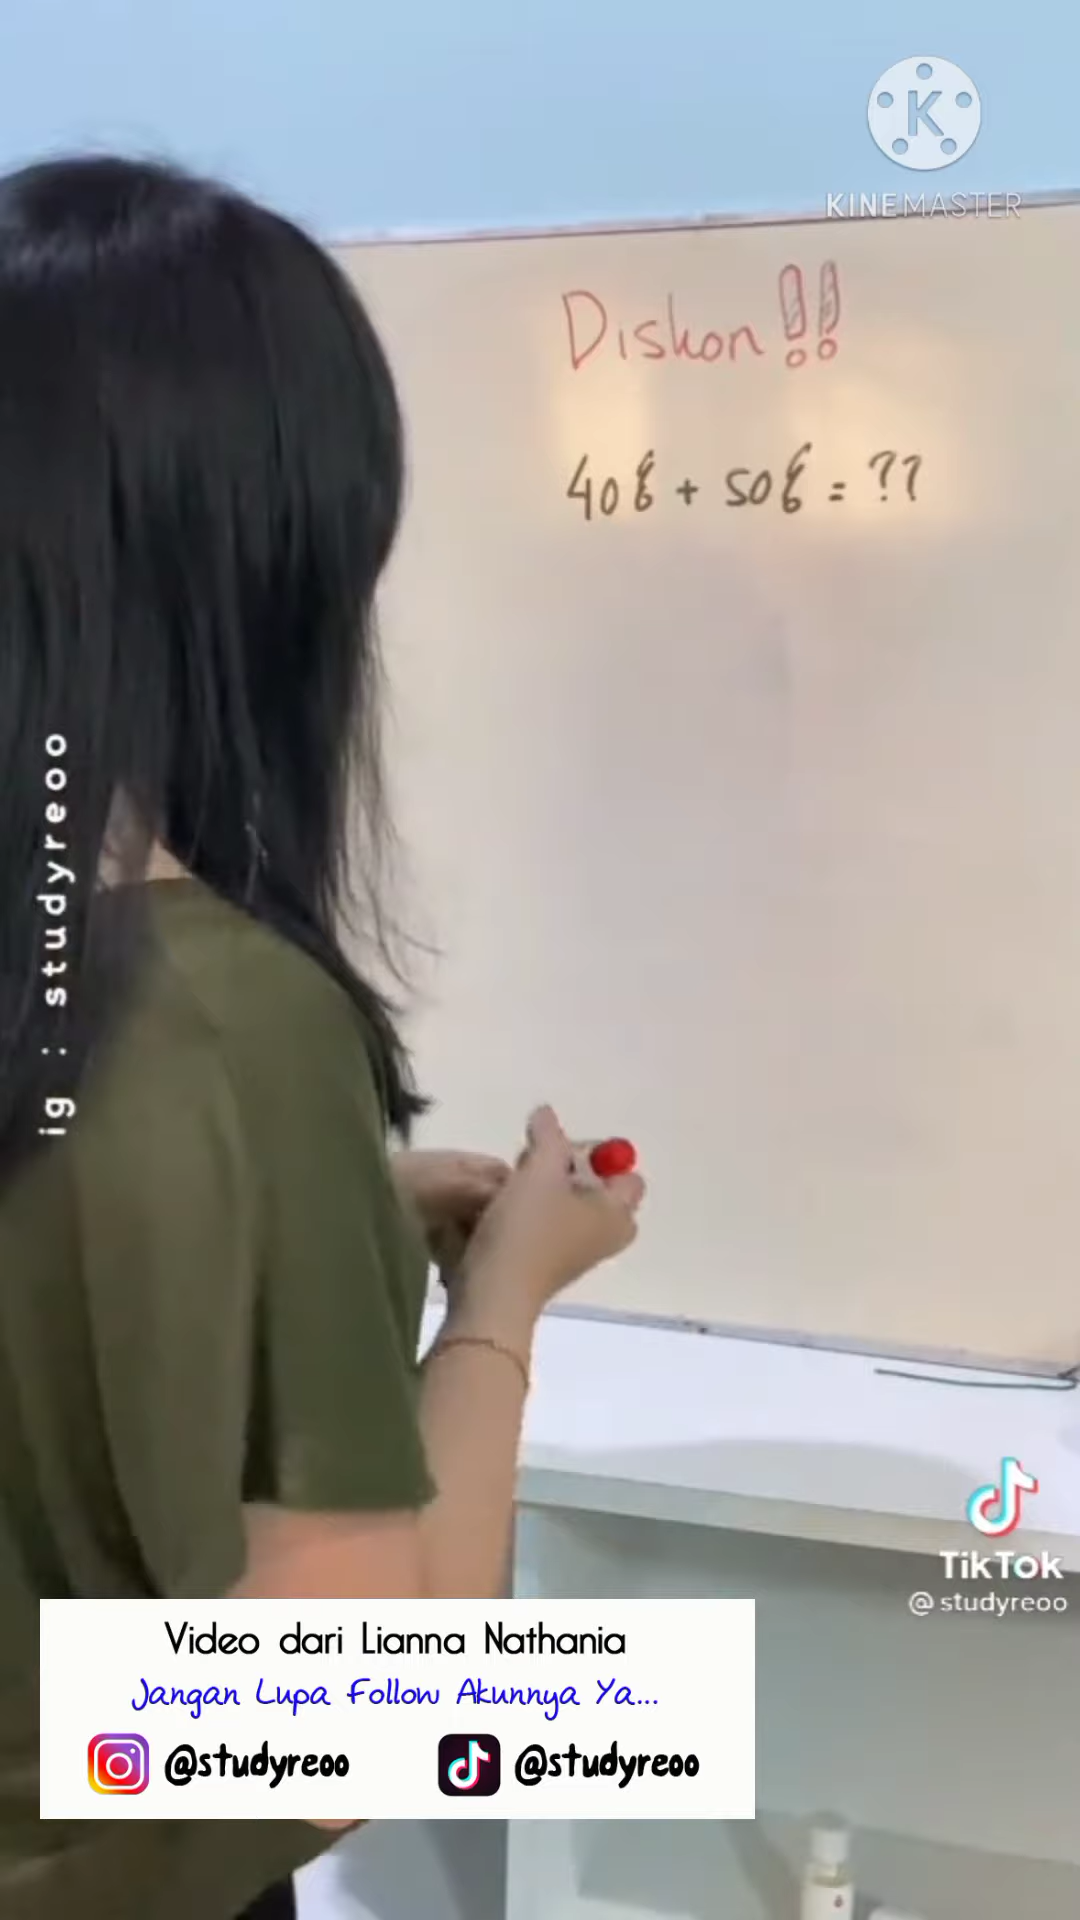 K
KINEMASTER
Diskon!!
40% + 50% = ??
ig : studyreoo
TikTok
@studyreoo
Video dari Lianna Nathania
Jangan Lupa Follow Akunnya Ya...
@studyreoo @studyreoo